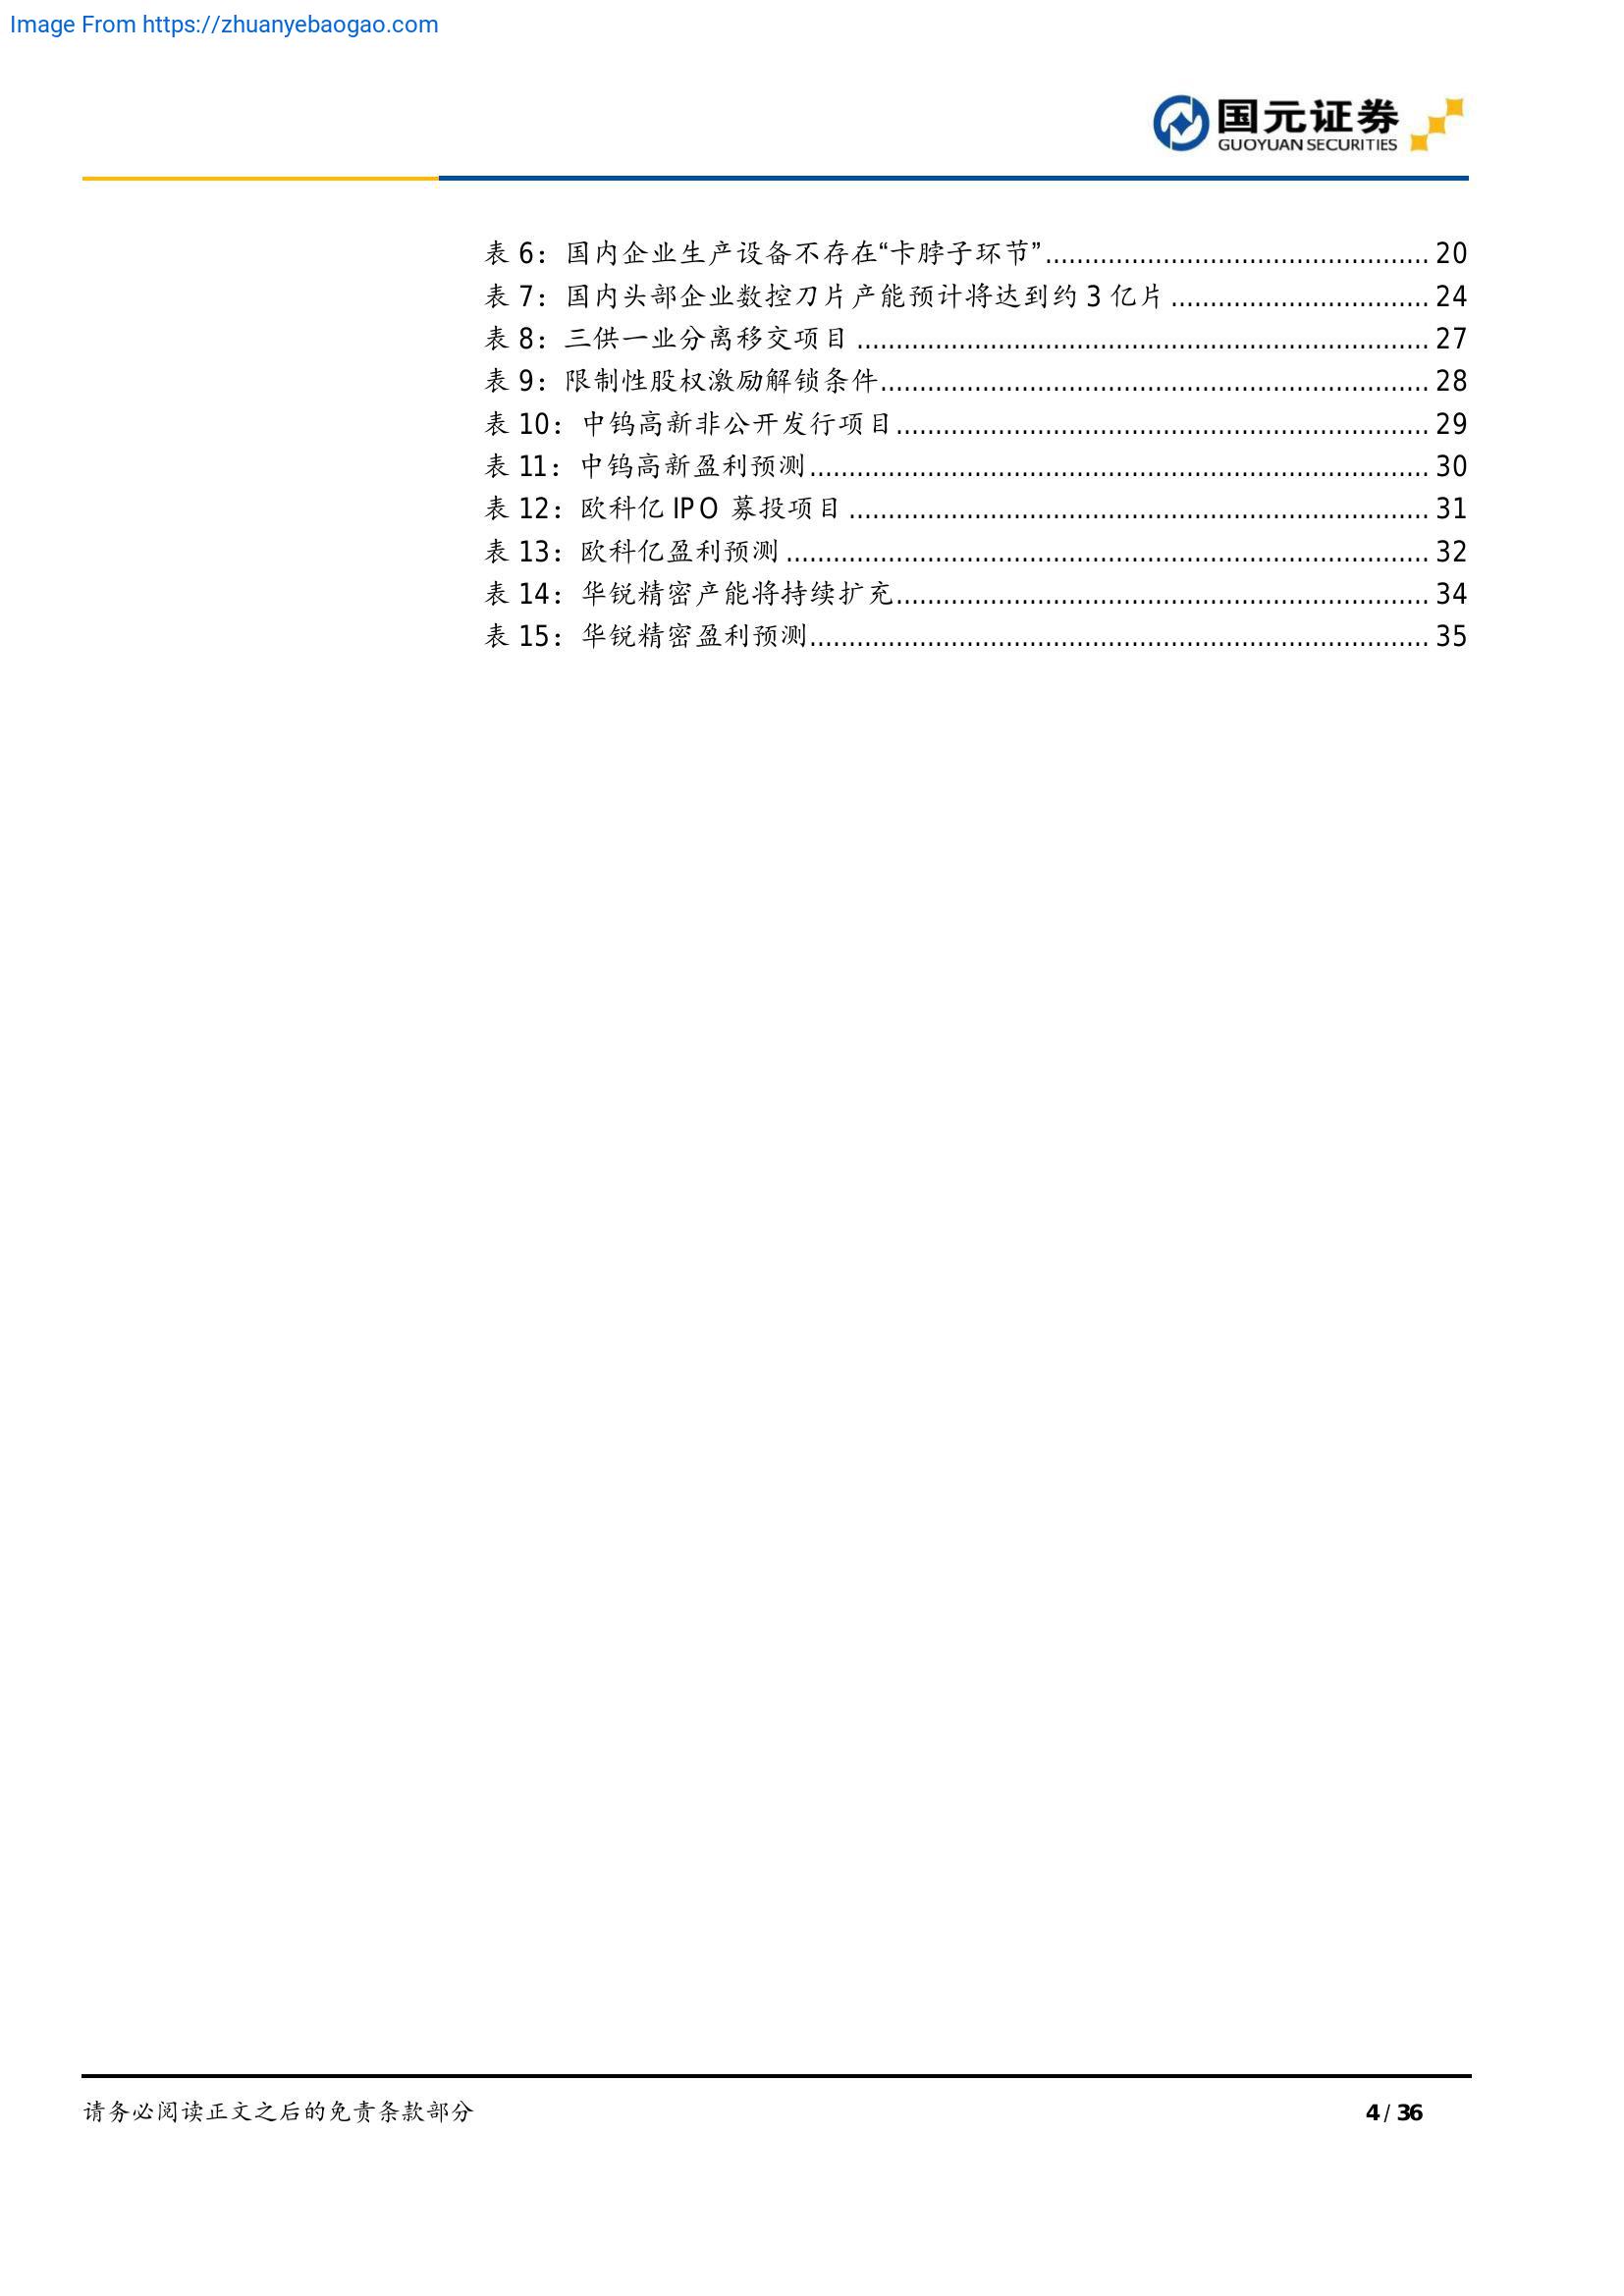 Image From https://zhuanyebaogao.com
国元证券
GUOYUAN SECURITIES
表 6：国内企业生产设备不存在“卡脖子环节”................................................. 20
表 7：国内头部企业数控刀片产能预计将达到约 3 亿片................................. 24
表 8：三供一业分离移交项目......................................................................... 27
表 9：限制性股权激励解锁条件...................................................................... 28
表 10：中钨高新非公开发行项目.................................................................... 29
表 11：中钨高新盈利预测............................................................................... 30
表 12：欧科亿 IPO 募投项目.......................................................................... 31
表 13：欧科亿盈利预测.................................................................................. 32
表 14：华锐精密产能将持续扩充.................................................................... 34
表 15：华锐精密盈利预测............................................................................... 35
请务必阅读正文之后的免责条款部分
4 / 36